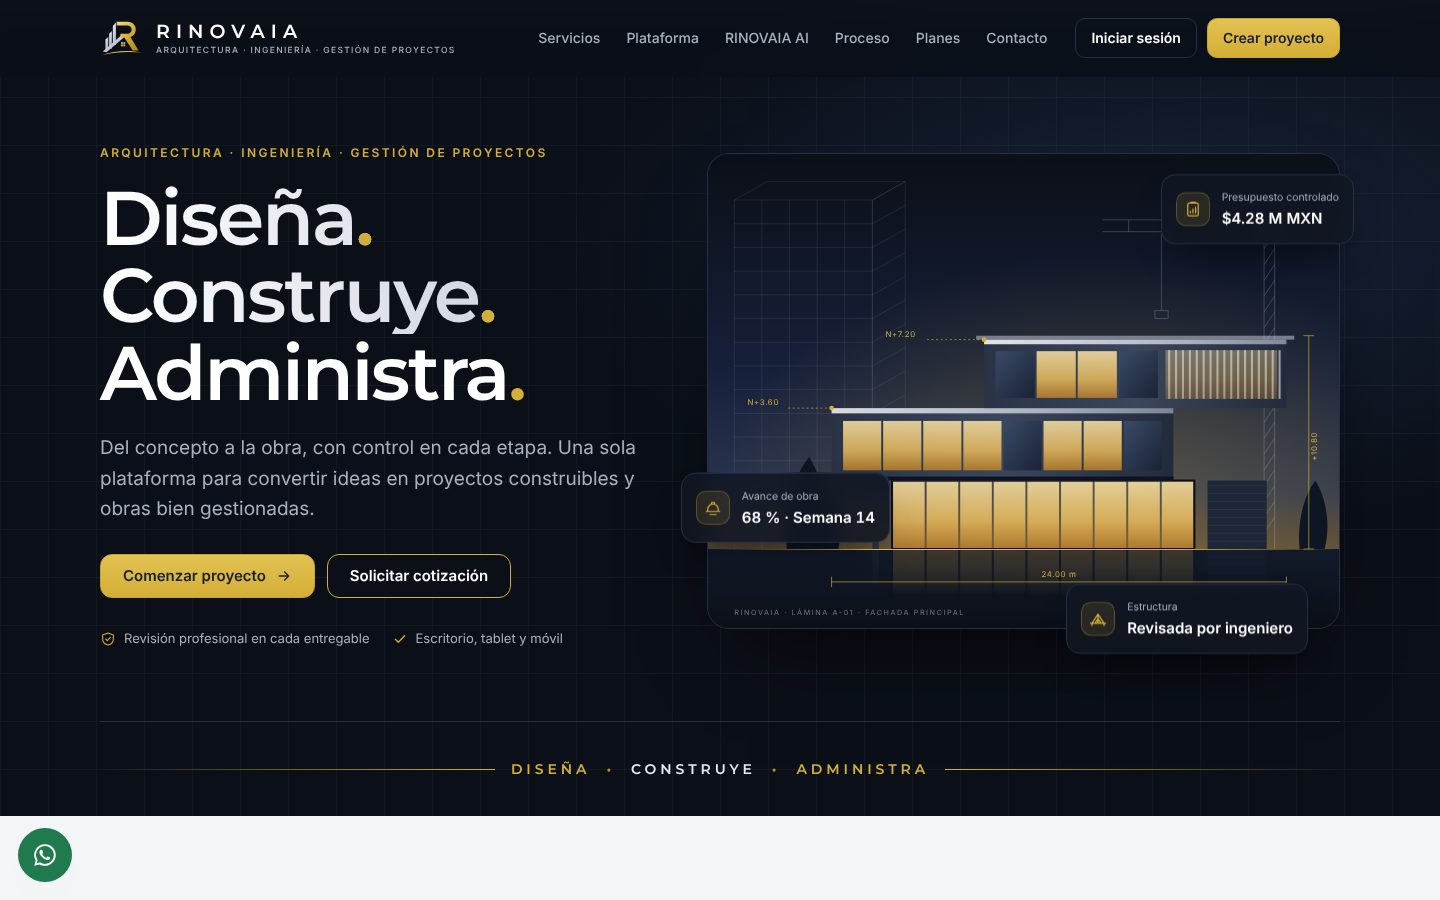 RINOVAIA
ARQUITECTURA · INGENIERÍA · GESTIÓN DE PROYECTOS
Servicios
Plataforma
RINOVAIA AI
Proceso
Planes
Contacto
Iniciar sesión
Crear proyecto
ARQUITECTURA · INGENIERÍA · GESTIÓN DE PROYECTOS
Diseña.
Construye.
Administra.
Del concepto a la obra, con control en cada etapa. Una sola
plataforma para convertir ideas en proyectos construibles y
obras bien gestionadas.
Comenzar proyecto →
Solicitar cotización
Revisión profesional en cada entregable
Escritorio, tablet y móvil
Presupuesto controlado
$4.28 M MXN
N+7.20
N+3.60
+10.80
Avance de obra
68 % · Semana 14
24.00 m
RINOVAIA · LÁMINA A-01 · FACHADA PRINCIPAL
Estructura
Revisada por ingeniero
DISEÑA • CONSTRUYE • ADMINISTRA